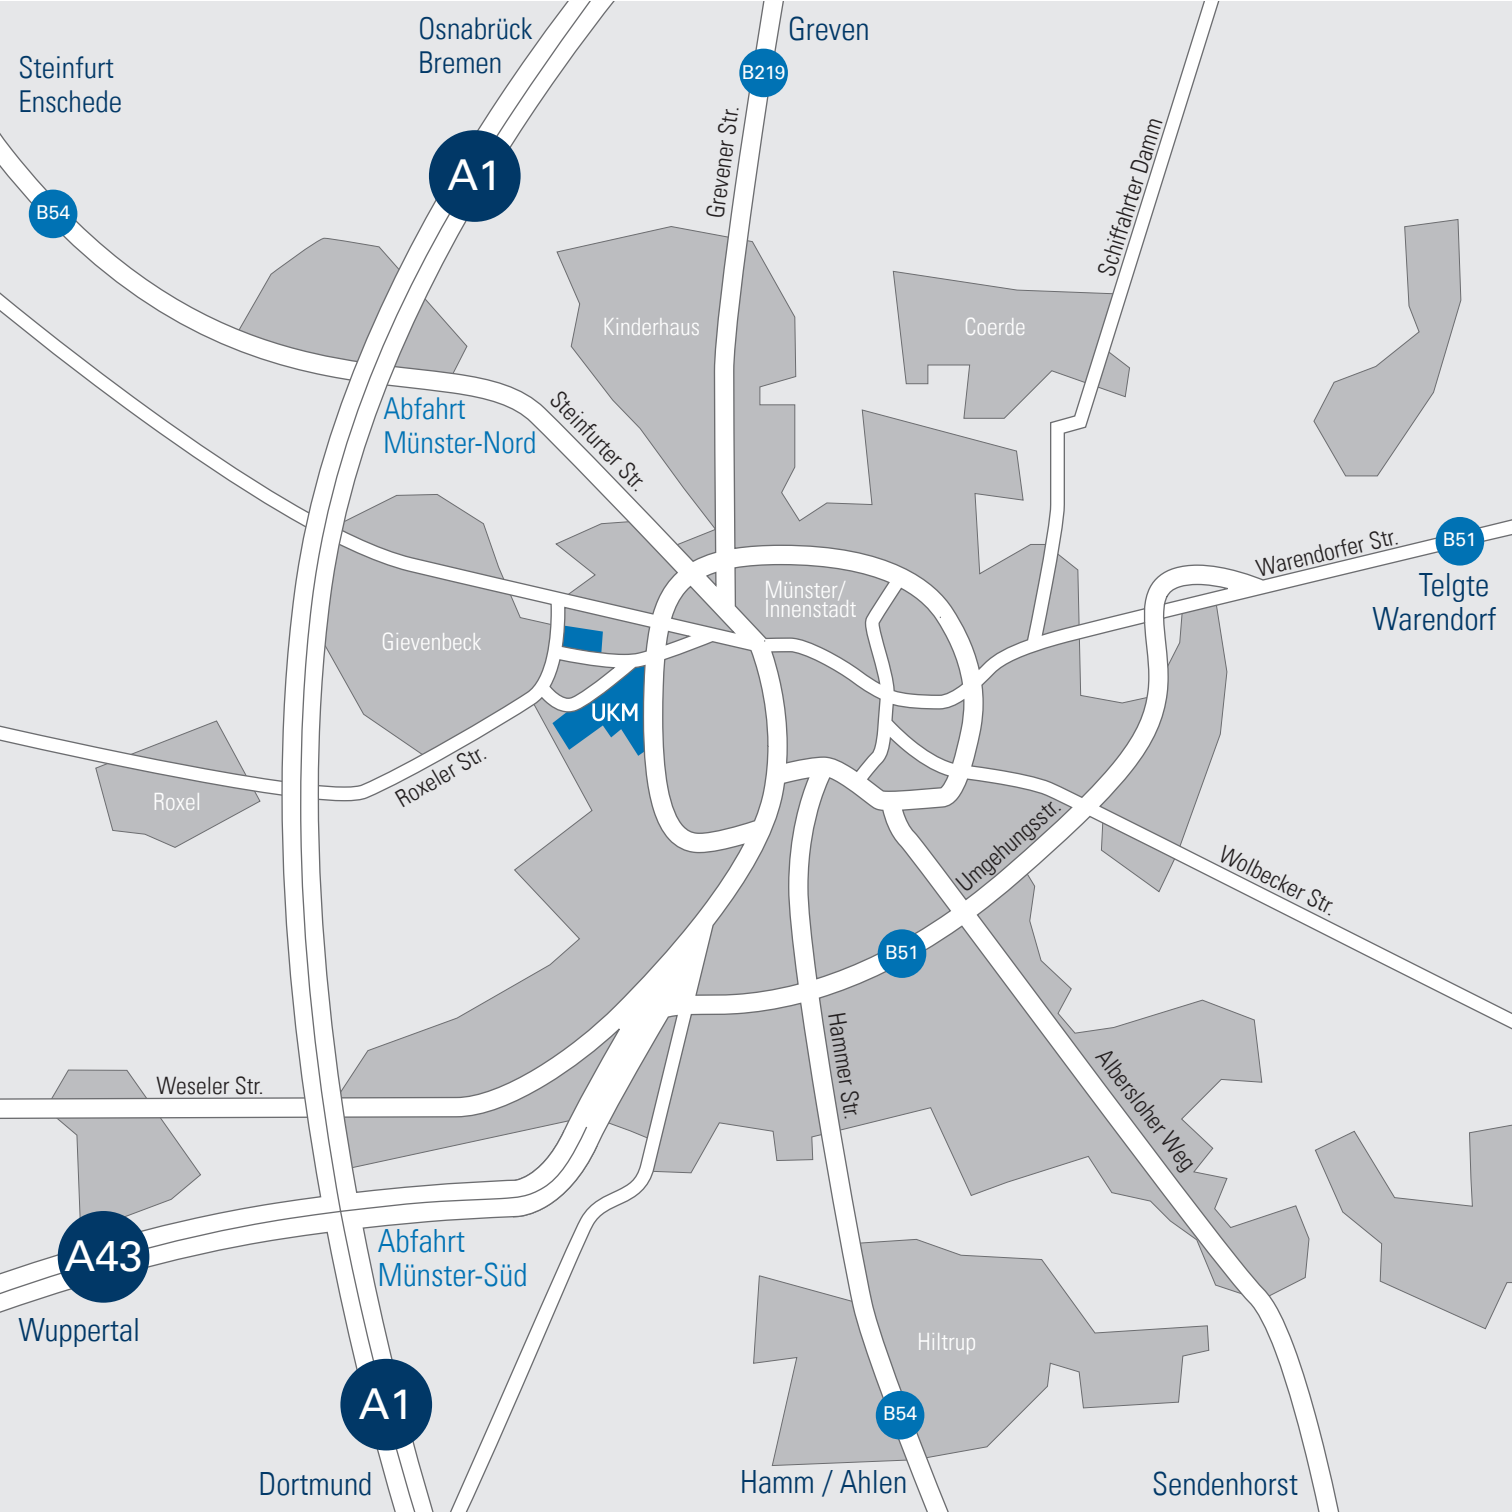 Osnabrück
Bremen
Greven
Steinfurt
Enschede
B219
A1
B54
Grevener Str.
Schiffahrter Damm
Kinderhaus
Coerde
Abfahrt
Münster-Nord
Steinfurter Str.
Warendorfer Str.
B51
Telgte
Warendorf
Münster/
Innenstadt
Gievenbeck
UKM
Roxeler Str.
Roxel
Umgehungsstr.
Wolbecker Str.
B51
Hammer Str.
Albersloher Weg
Weseler Str.
A43
Wuppertal
Abfahrt
Münster-Süd
Hiltrup
A1
B54
Dortmund
Hamm / Ahlen
Sendenhorst